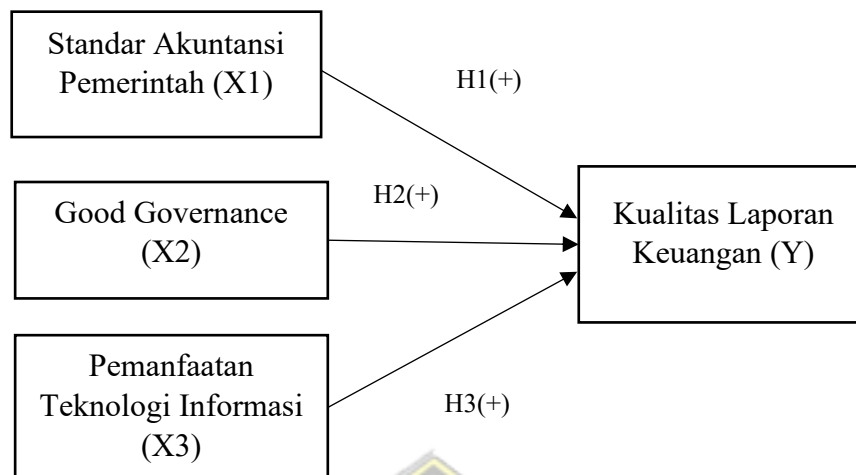 Standar Akuntansi
Pemerintah (X1)
H1(+)
Good Governance
(X2)
H2(+)
Kualitas Laporan
Keuangan (Y)
Pemanfaatan
Teknologi Informasi
(X3)
H3(+)